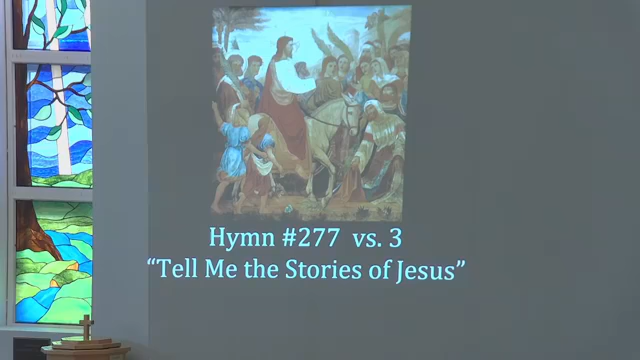 Hymn #277 vs. 3
“Tell Me the Stories of Jesus”